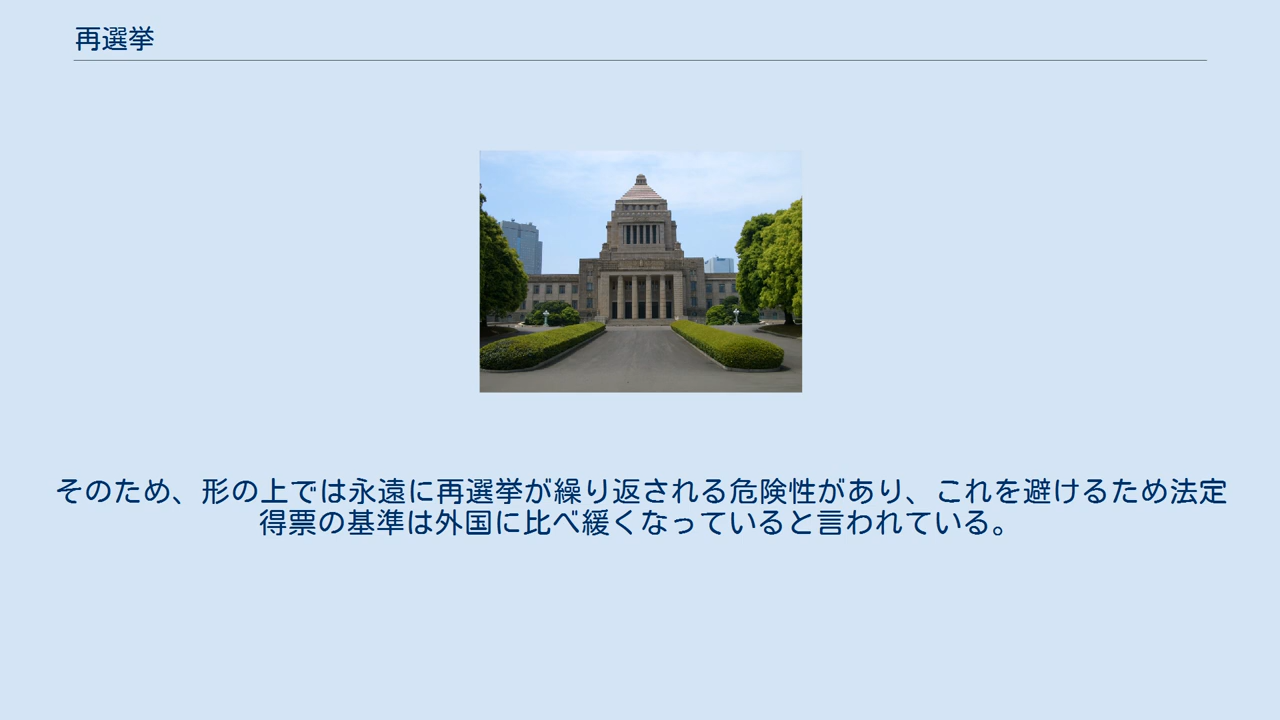 再選挙
そのため、形の上では永遠に再選挙が繰り返される危険性があり、これを避けるため法定
得票の基準は外国に比べ緩くなっていると言われている。